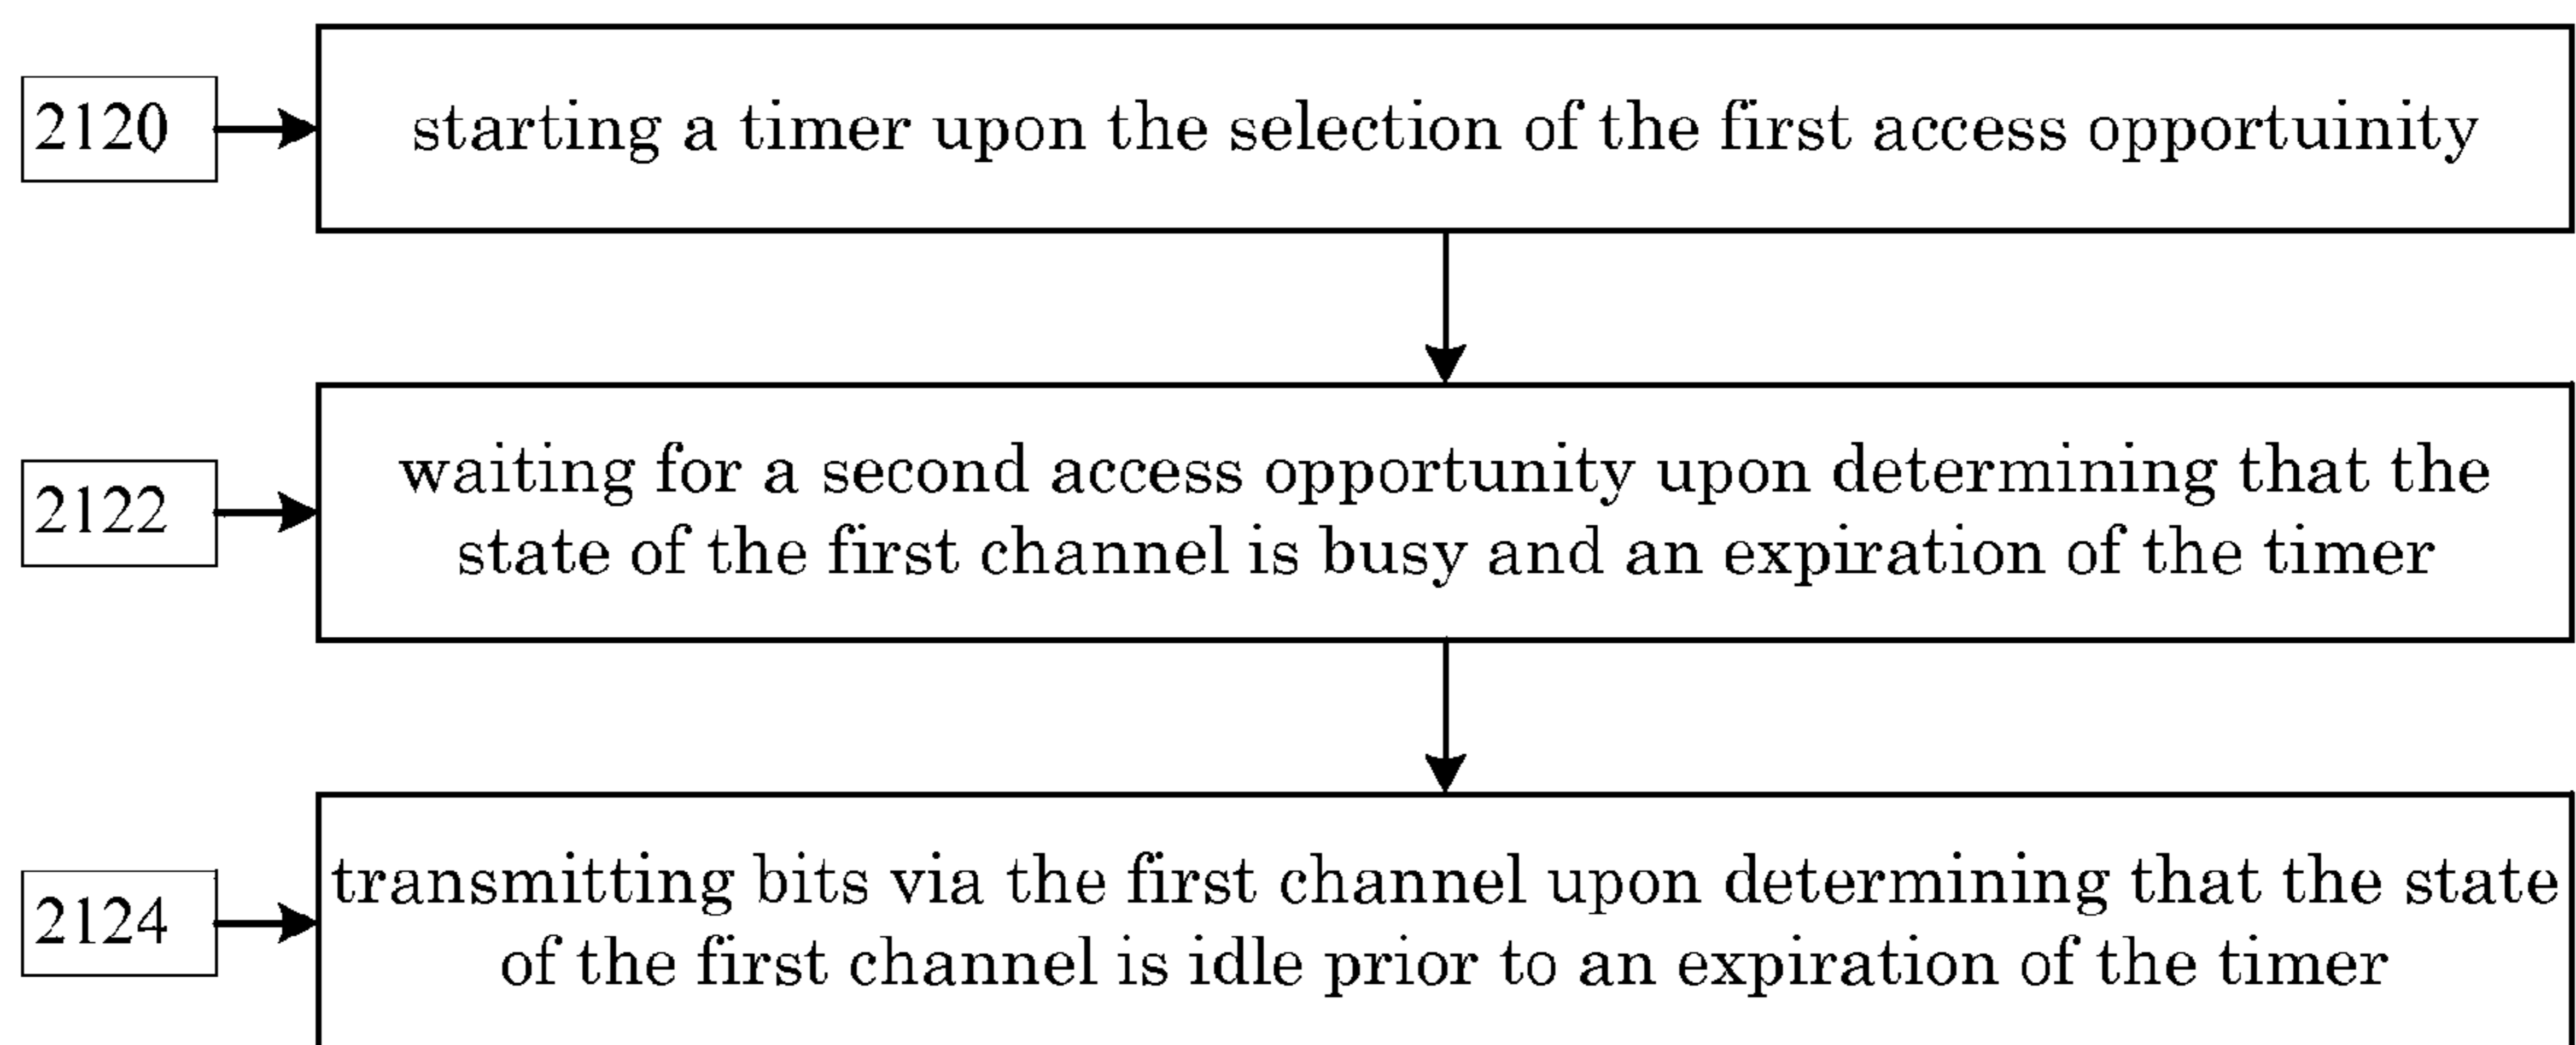 2120
starting a timer upon the selection of the first access opportuinity
2122
waiting for a second access opportunity upon determining that the
state of the first channel is busy and an expiration of the timer
2124
transmitting bits via the first channel upon determining that the state
of the first channel is idle prior to an expiration of the timer